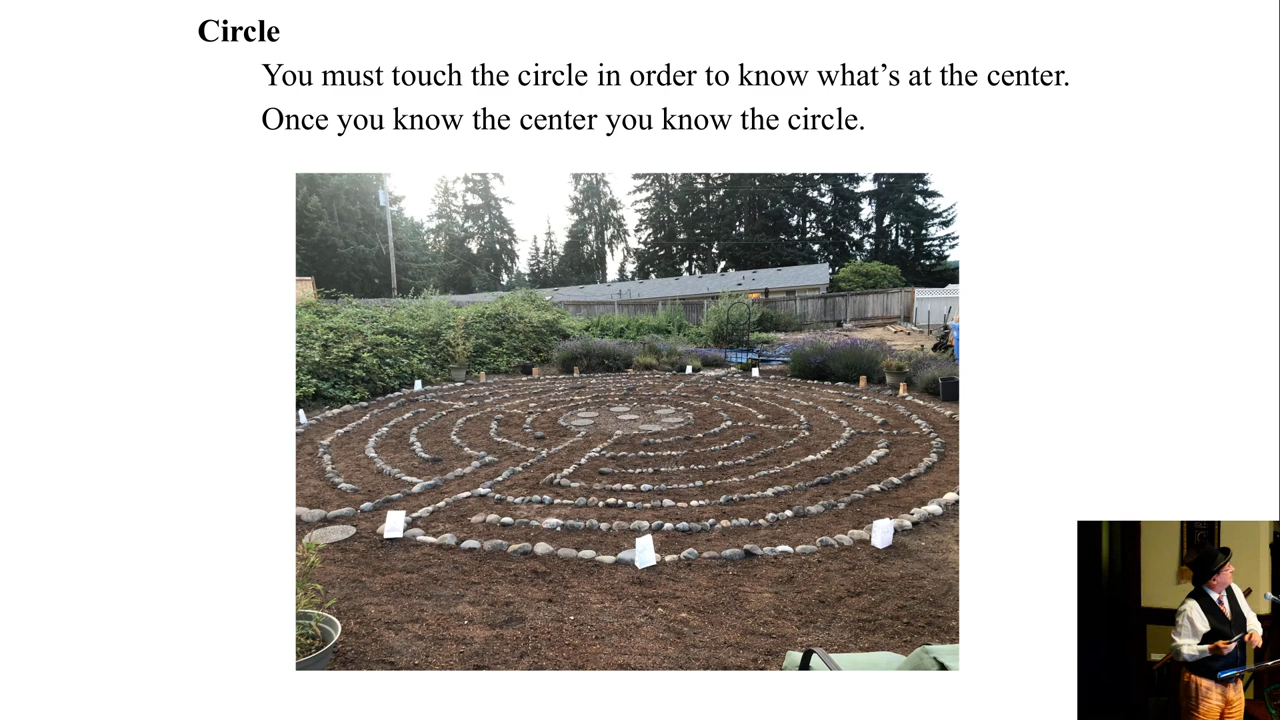 Circle
You must touch the circle in order to know what’s at the center.
Once you know the center you know the circle.